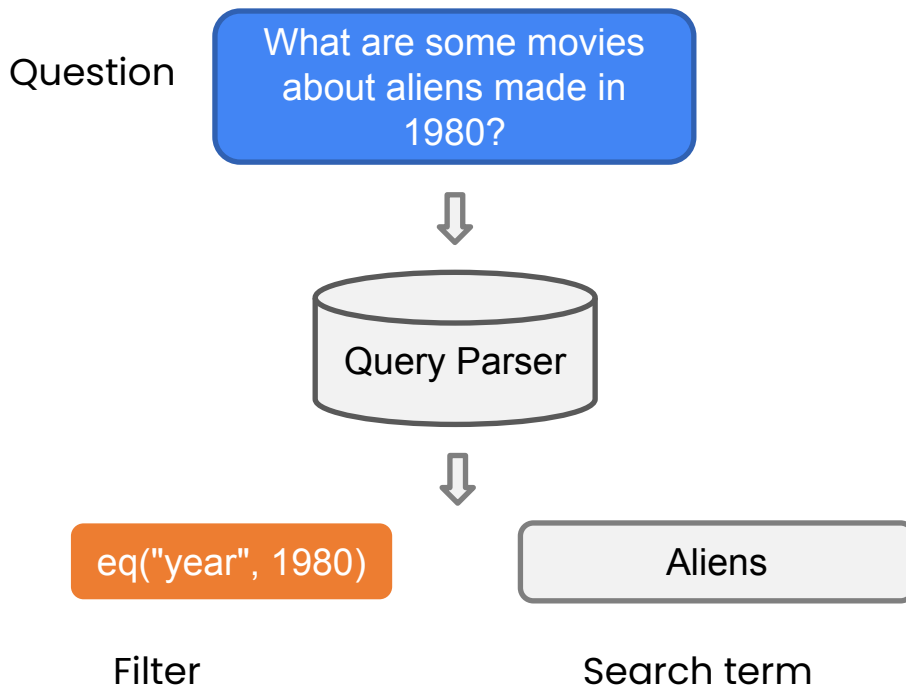 Question
What are some movies
about aliens made in
1980?
Query Parser
eq("year", 1980)
Aliens
Filter
Search term